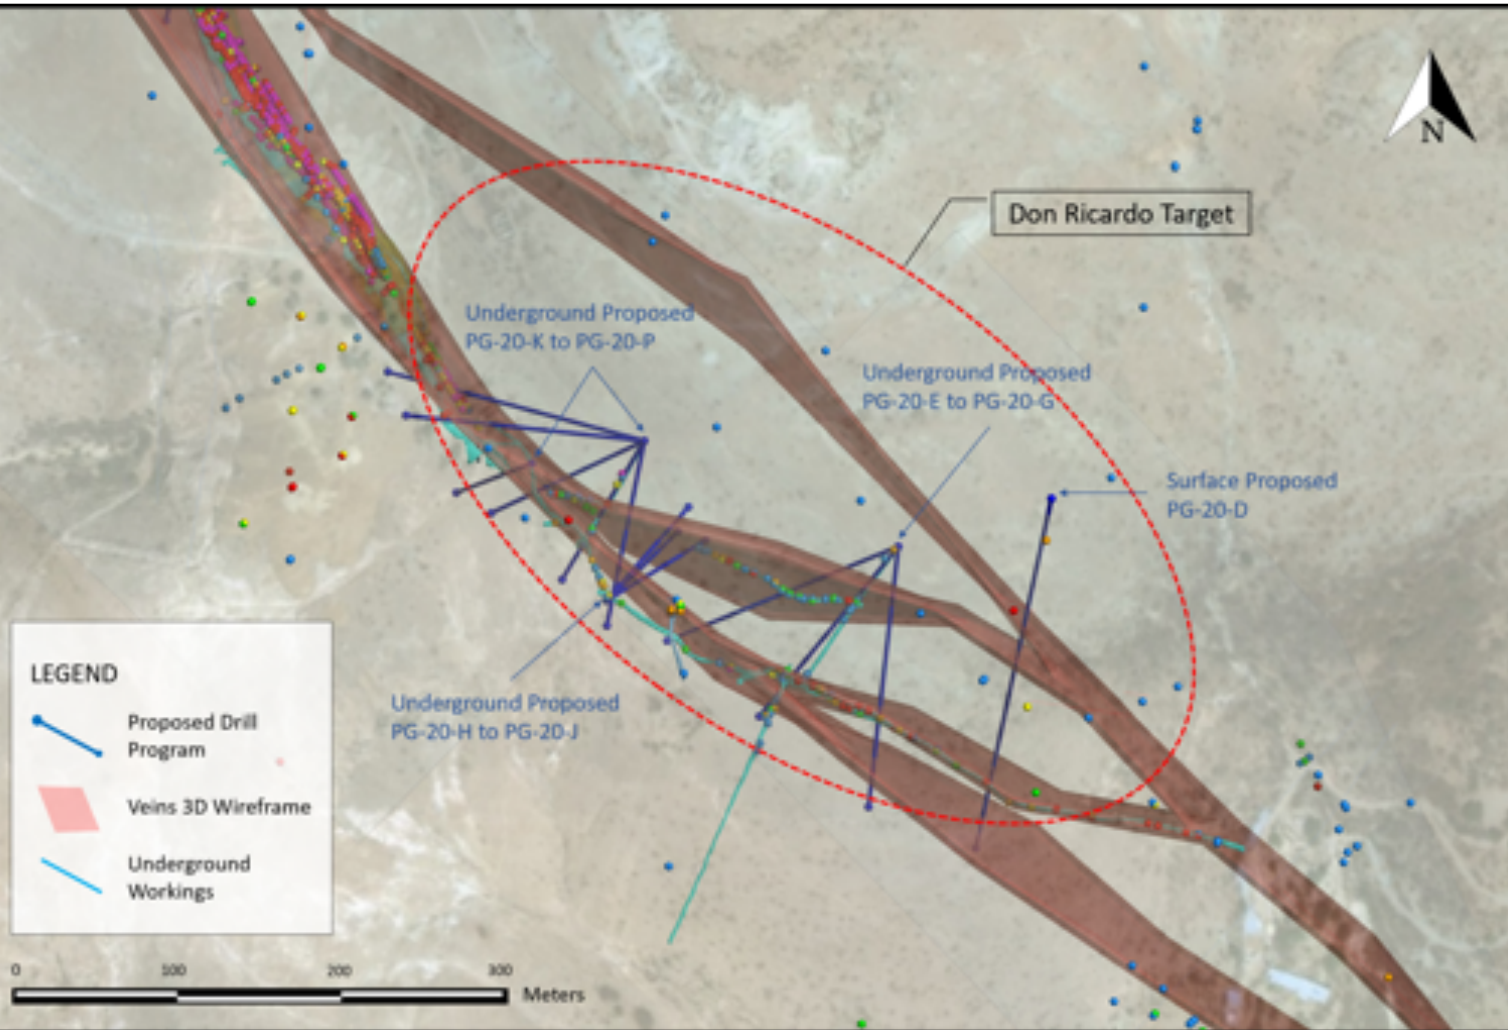 N
Don Ricardo Target
Underground Proposed
PG-20-K to PG-20-P
Underground Proposed
PG-20-E to PG-20-G
Surface Proposed
PG-20-D
Underground Proposed
PG-20-H to PG-20-J
LEGEND
Proposed Drill
Program
Veins 3D Wireframe
Underground
Workings
0 100 200 300
Meters